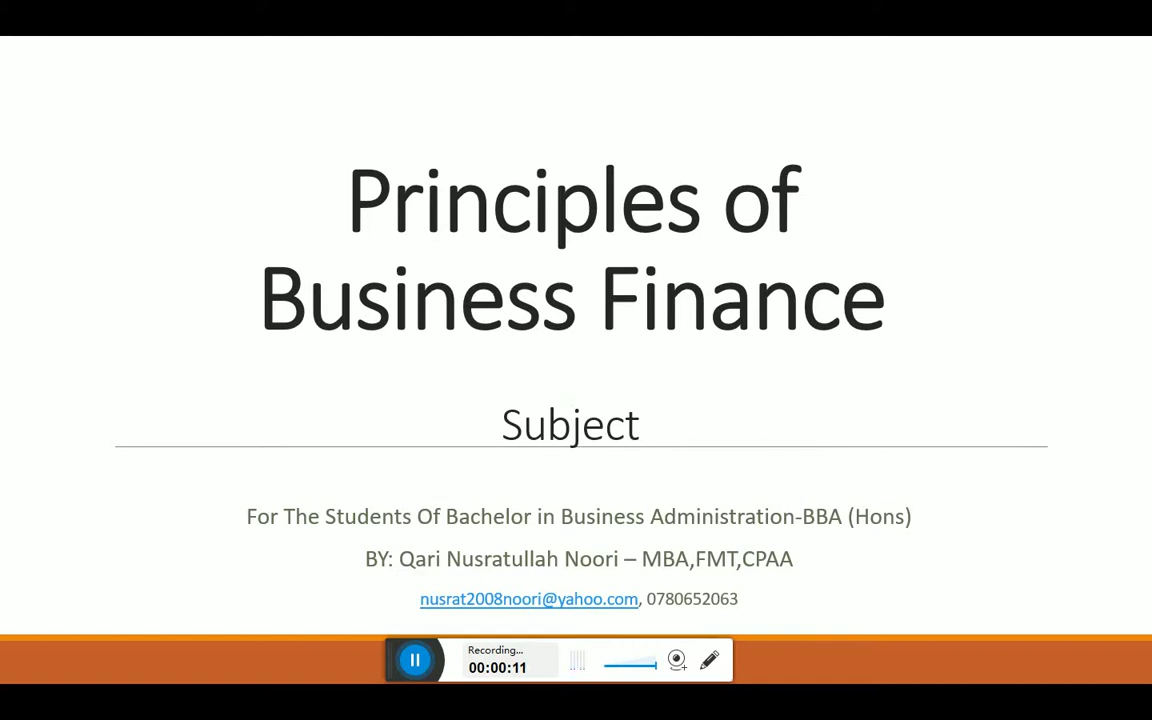 Principles of
Business Finance
Subject
For The Students Of Bachelor in Business Administration-BBA (Hons)
BY: Qari Nusratullah Noori – MBA,FMT,CPAA
nusrat2008noori@yahoo.com, 0780652063
Recording...
00:00:11